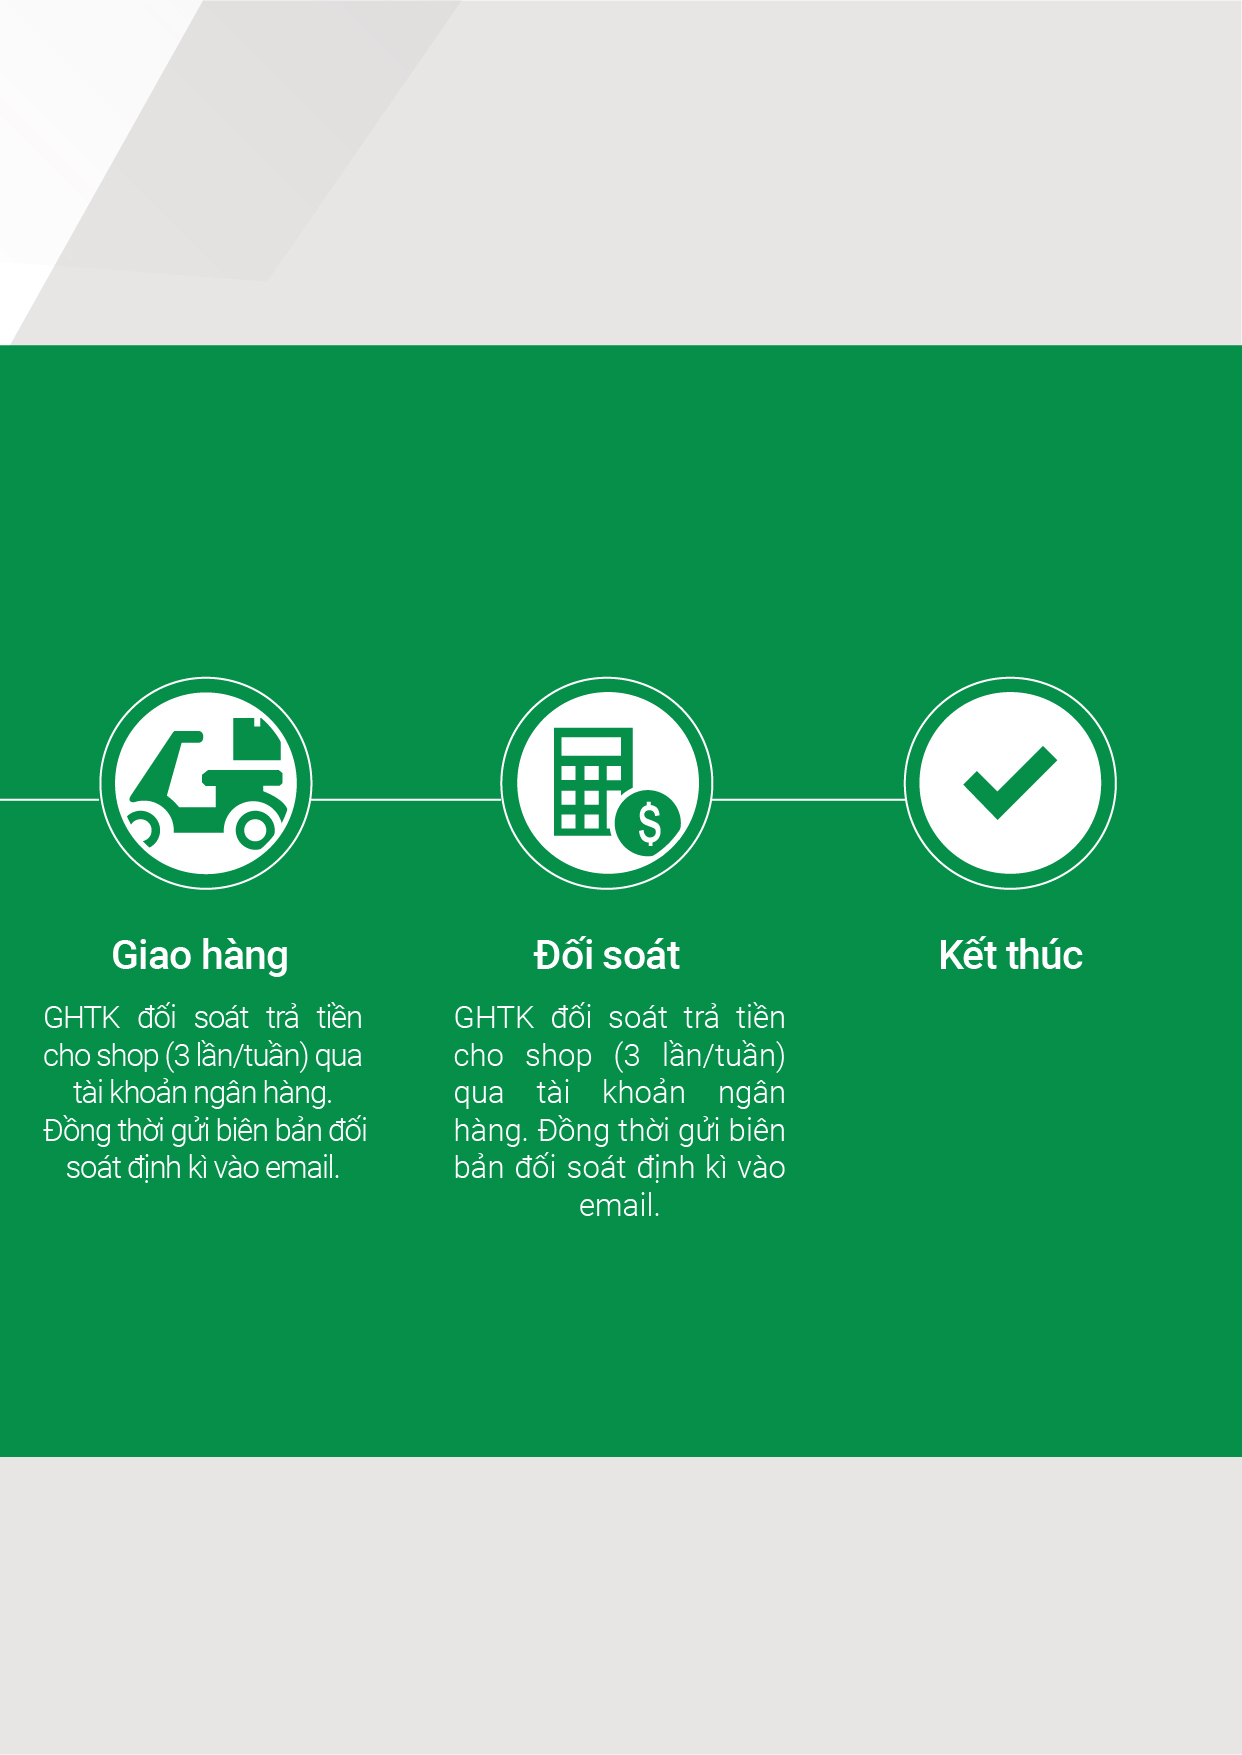 Giao hàng
GHTK đối soát trả tiền
cho shop (3 lần/tuần) qua
tài khoản ngân hàng.
Đồng thời gửi biên bản đối
soát định kì vào email.
Đối soát
GHTK đối soát trả tiền
cho shop (3 lần/tuần)
qua tài khoản ngân
hàng. Đồng thời gửi biên
bản đối soát định kì vào
email.
Kết thúc
$